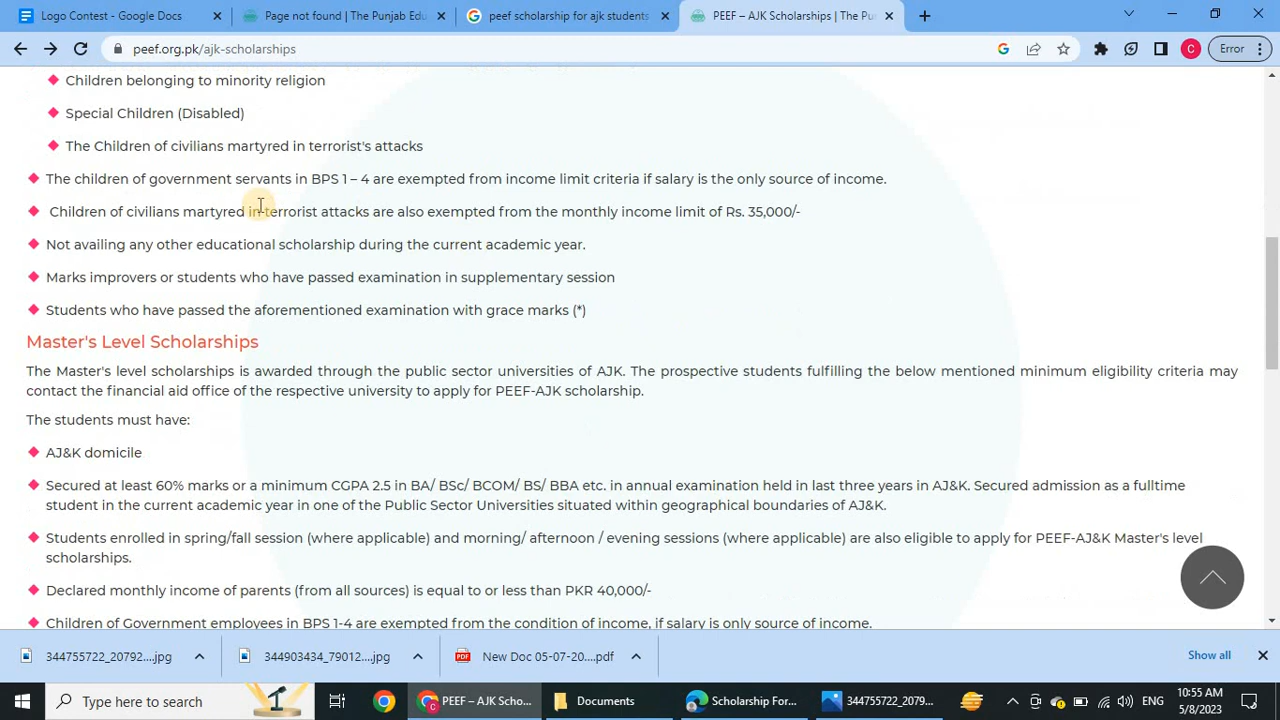 Logo Contest - Google Docs
Page not found | The Punjab Edu
peef scholarship for ajk students
PEEF – AJK Scholarships | The Pu
peef.org.pk/ajk-scholarships
C
Error
Children belonging to minority religion
Special Children (Disabled)
The Children of civilians martyred in terrorist's attacks
The children of government servants in BPS 1 – 4 are exempted from income limit criteria if salary is the only source of income.
Children of civilians martyred in terrorist attacks are also exempted from the monthly income limit of Rs. 35,000/-
Not availing any other educational scholarship during the current academic year.
Marks improvers or students who have passed examination in supplementary session
Students who have passed the aforementioned examination with grace marks (*)
Master's Level Scholarships
The Master's level scholarships is awarded through the public sector universities of AJK. The prospective students fulfilling the below mentioned minimum eligibility criteria may
contact the financial aid office of the respective university to apply for PEEF-AJK scholarship.
The students must have:
AJ&K domicile
Secured at least 60% marks or a minimum CGPA 2.5 in BA/ BSc/ BCOM/ BS/ BBA etc. in annual examination held in last three years in AJ&K. Secured admission as a fulltime
student in the current academic year in one of the Public Sector Universities situated within geographical boundaries of AJ&K.
Students enrolled in spring/fall session (where applicable) and morning/ afternoon / evening sessions (where applicable) are also eligible to apply for PEEF-AJ&K Master's level
scholarships.
Declared monthly income of parents (from all sources) is equal to or less than PKR 40,000/-
Children of Government employees in BPS 1-4 are exempted from the condition of income, if salary is only source of income.
344755722_20792....jpg
344903434_79012....jpg
New Doc 05-07-20....pdf
Show all
Type here to search
PEEF – AJK Scho...
Documents
Scholarship For...
344755722_2079...
ENG
10:55 AM
5/8/2023